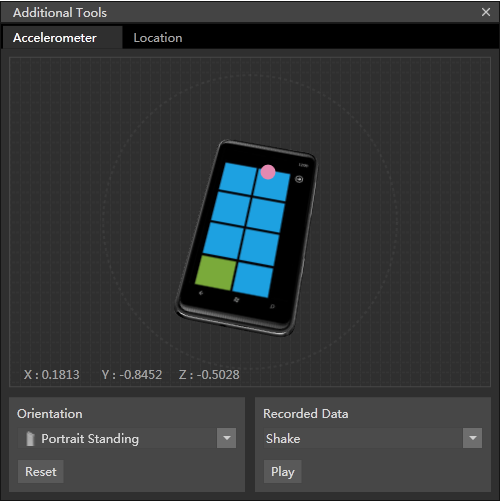 Additional Tools
Accelerometer Location
X : 0.1813 Y : -0.8452 Z : -0.5028
Orientation
Portrait Standing
Reset
Recorded Data
Shake
Play